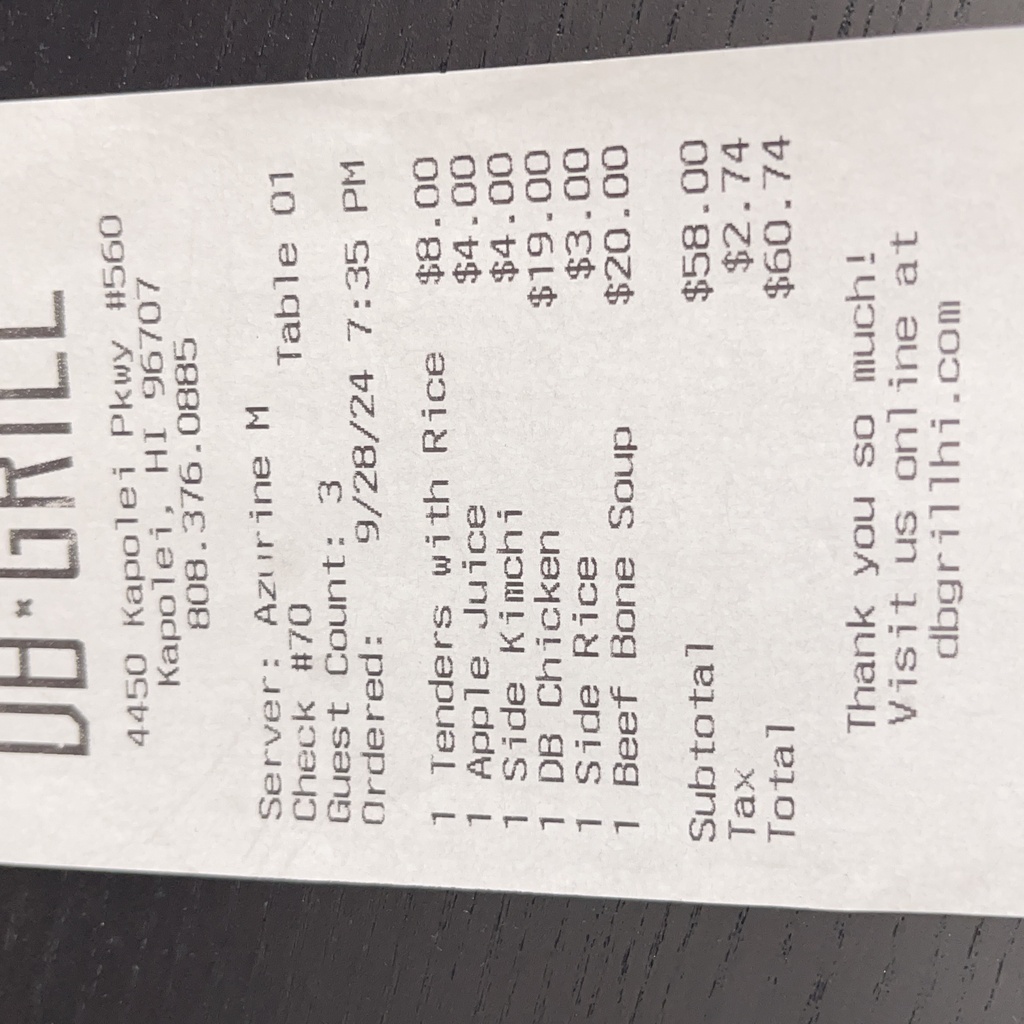 DB*GRILL
4450 Kapolei Pkwy #560
Kapolei, HI 96707
808.376.0885
Server: Azurine M
Check #70 Table 01
Guest Count: 3
Ordered: 9/28/24 7:35 PM
1 Tenders with Rice $8.00
1 Apple Juice $4.00
1 Side Kimchi $4.00
1 DB Chicken $19.00
1 Side Rice $3.00
1 Beef Bone Soup $20.00
Subtotal $58.00
Tax $2.74
Total $60.74
Thank you so much!
Visit us online at
dbgrillhi.com